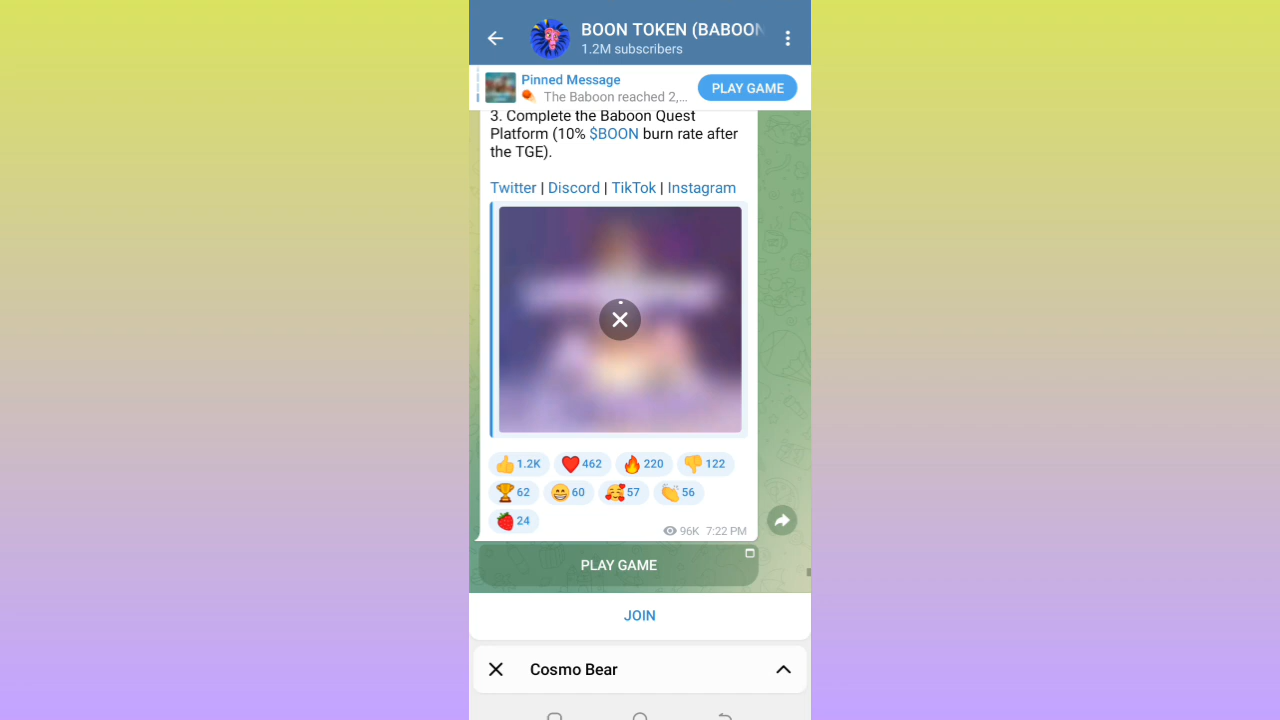 BOON TOKEN (BABOON
1.2M subscribers
Pinned Message
The Baboon reached 2,...
PLAY GAME
3. Complete the Baboon Quest
Platform (10% $BOON burn rate after
the TGE).
Twitter | Discord | TikTok | Instagram
1.2K 462 220 122
62 60 57 56
24
96K 7:22 PM
PLAY GAME
JOIN
Cosmo Bear